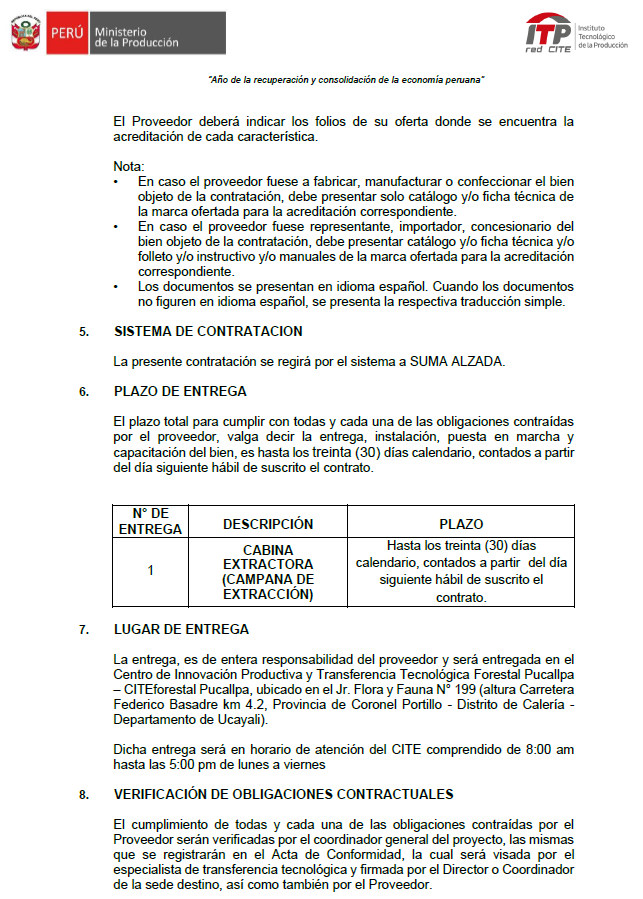 PERÚ
Ministerio
de la Producción
ITP
red CITE
Instituto
Tecnológico
de la Producción
"Año de la recuperación y consolidación de la economía peruana"
El Proveedor deberá indicar los folios de su oferta donde se encuentra la
acreditación de cada característica.
Nota:
• En caso el proveedor fuese a fabricar, manufacturar o confeccionar el bien
objeto de la contratación, debe presentar solo catálogo y/o ficha técnica de
la marca ofertada para la acreditación correspondiente.
• En caso el proveedor fuese representante, importador, concesionario del
bien objeto de la contratación, debe presentar catálogo y/o ficha técnica y/o
folleto y/o instructivo y/o manuales de la marca ofertada para la acreditación
correspondiente.
• Los documentos se presentan en idioma español. Cuando los documentos
no figuren en idioma español, se presenta la respectiva traducción simple.
5. SISTEMA DE CONTRATACION
La presente contratación se regirá por el sistema a SUMA ALZADA.
6. PLAZO DE ENTREGA
El plazo total para cumplir con todas y cada una de las obligaciones contraídas
por el proveedor, valga decir la entrega, instalación, puesta en marcha y
capacitación del bien, es hasta los treinta (30) días calendario, contados a partir
del día siguiente hábil de suscrito el contrato.
N° DE
ENTREGA
DESCRIPCIÓN
PLAZO
1
CABINA
EXTRACTORA
(CAMPANA DE
EXTRACCIÓN)
Hasta los treinta (30) días
calendario, contados a partir del día
siguiente hábil de suscrito el
contrato.
7. LUGAR DE ENTREGA
La entrega, es de entera responsabilidad del proveedor y será entregada en el
Centro de Innovación Productiva y Transferencia Tecnológica Forestal Pucallpa
– CITEforestal Pucallpa, ubicado en el Jr. Flora y Fauna N° 199 (altura Carretera
Federico Basadre km 4.2, Provincia de Coronel Portillo - Distrito de Calería -
Departamento de Ucayali).
Dicha entrega será en horario de atención del CITE comprendido de 8:00 am
hasta las 5:00 pm de lunes a viernes
8. VERIFICACIÓN DE OBLIGACIONES CONTRACTUALES
El cumplimiento de todas y cada una de las obligaciones contraídas por el
Proveedor serán verificadas por el coordinador general del proyecto, las mismas
que se registrarán en el Acta de Conformidad, la cual será visada por el
especialista de transferencia tecnológica y firmada por el Director o Coordinador
de la sede destino, así como también por el Proveedor.